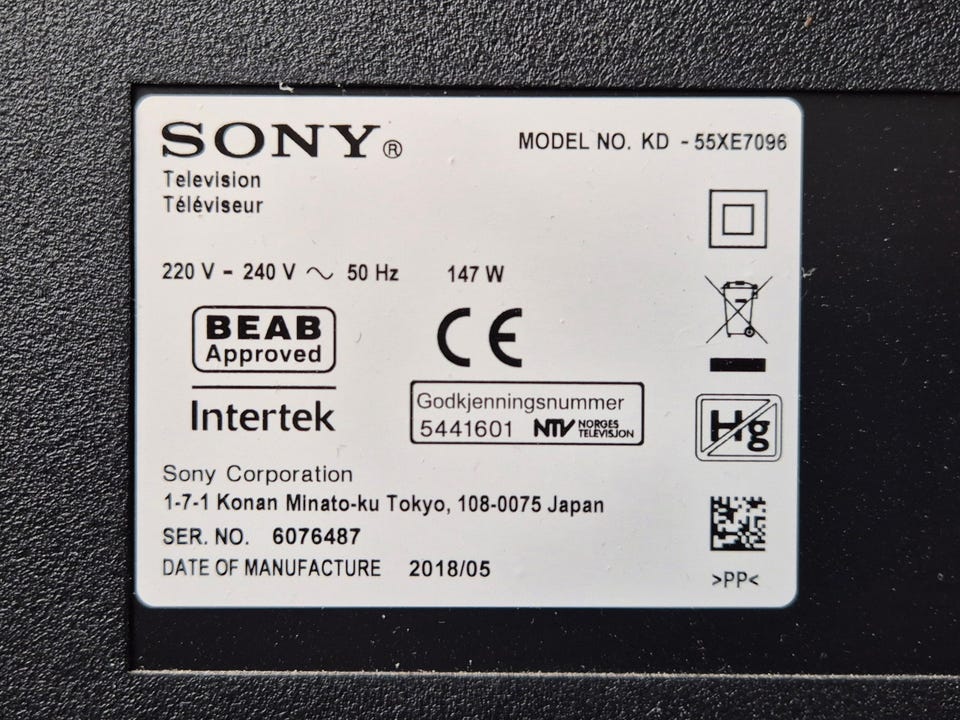 SONY®
MODEL NO. KD - 55XE7096
Television
Téléviseur
220 V - 240 V ~ 50 Hz 147 W
BEAB
Approved
Intertek
CE
Godkjenningsnummer
5441601 NTV NORGES TELEVISJON
Hg
Sony Corporation
1-7-1 Konan Minato-ku Tokyo, 108-0075 Japan
SER. NO. 6076487
DATE OF MANUFACTURE 2018/05
>PP<